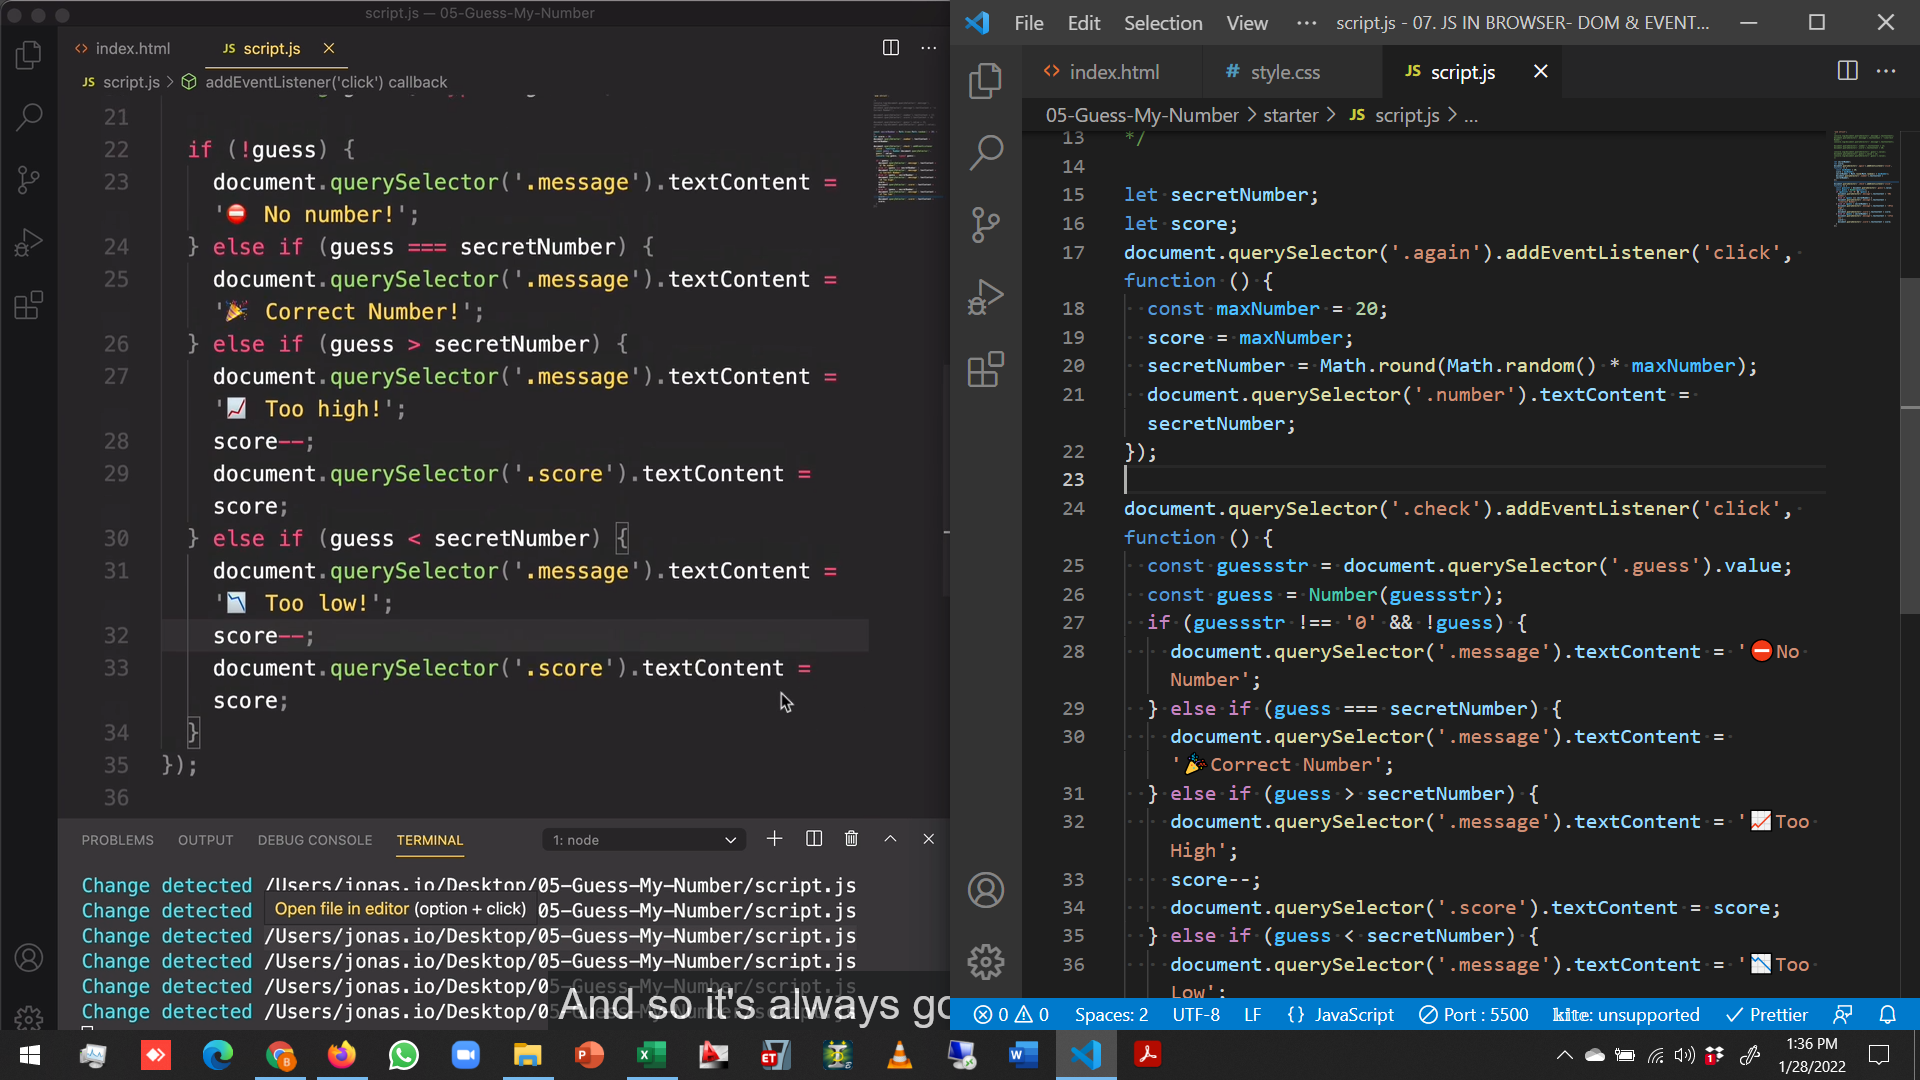 script.js — 05-Guess-My-Number
index.html
JS script.js
JS script.js > addEventListener('click') callback
21
22 if (!guess) {
23 document.querySelector('.message').textContent =
'⛔ No number!';
24 } else if (guess === secretNumber) {
25 document.querySelector('.message').textContent =
'🎉 Correct Number!';
26 } else if (guess > secretNumber) {
27 document.querySelector('.message').textContent =
'📈 Too high!';
28 score--;
29 document.querySelector('.score').textContent =
score;
30 } else if (guess < secretNumber) {
31 document.querySelector('.message').textContent =
'📉 Too low!';
32 score--;
33 document.querySelector('.score').textContent =
score;
34 }
35 });
36
PROBLEMS OUTPUT DEBUG CONSOLE TERMINAL 1: node
Change detected /Users/jonas.io/Desktop/05-Guess-My-Number/script.js
Change detected 05-Guess-My-Number/script.js
Open file in editor (option + click)
Change detected /Users/jonas.io/Desktop/05-Guess-My-Number/script.js
Change detected /Users/jonas.io/Desktop/05-Guess-My-Number/script.js
Change detected /Users/jonas.io/Desktop/05-Guess-My-Number/script.js
Change detected /Users/jonas.io/Desktop/05-Guess-My-Number/script.js
And so it's always go
File Edit Selection View ··· script.js - 07. JS IN BROWSER- DOM & EVENT...
index.html
# style.css
JS script.js
05-Guess-My-Number > starter > JS script.js > ...
13 */
14
15 let secretNumber;
16 let score;
17 document.querySelector('.again').addEventListener('click',
function () {
18 const maxNumber = 20;
19 score = maxNumber;
20 secretNumber = Math.round(Math.random() * maxNumber);
21 document.querySelector('.number').textContent =
secretNumber;
22 });
23
24 document.querySelector('.check').addEventListener('click',
function () {
25 const guessstr = document.querySelector('.guess').value;
26 const guess = Number(guessstr);
27 if (guessstr !== '0' && !guess) {
28 document.querySelector('.message').textContent = '⛔No
Number';
29 } else if (guess === secretNumber) {
30 document.querySelector('.message').textContent =
'🎉Correct Number';
31 } else if (guess > secretNumber) {
32 document.querySelector('.message').textContent = '📈Too
High';
33 score--;
34 document.querySelector('.score').textContent = score;
35 } else if (guess < secretNumber) {
36 document.querySelector('.message').textContent = '📉Too
Low';
0 0 Spaces: 2 UTF-8 LF {} JavaScript Port : 5500 kite: unsupported Prettier
1:36 PM
1/28/2022